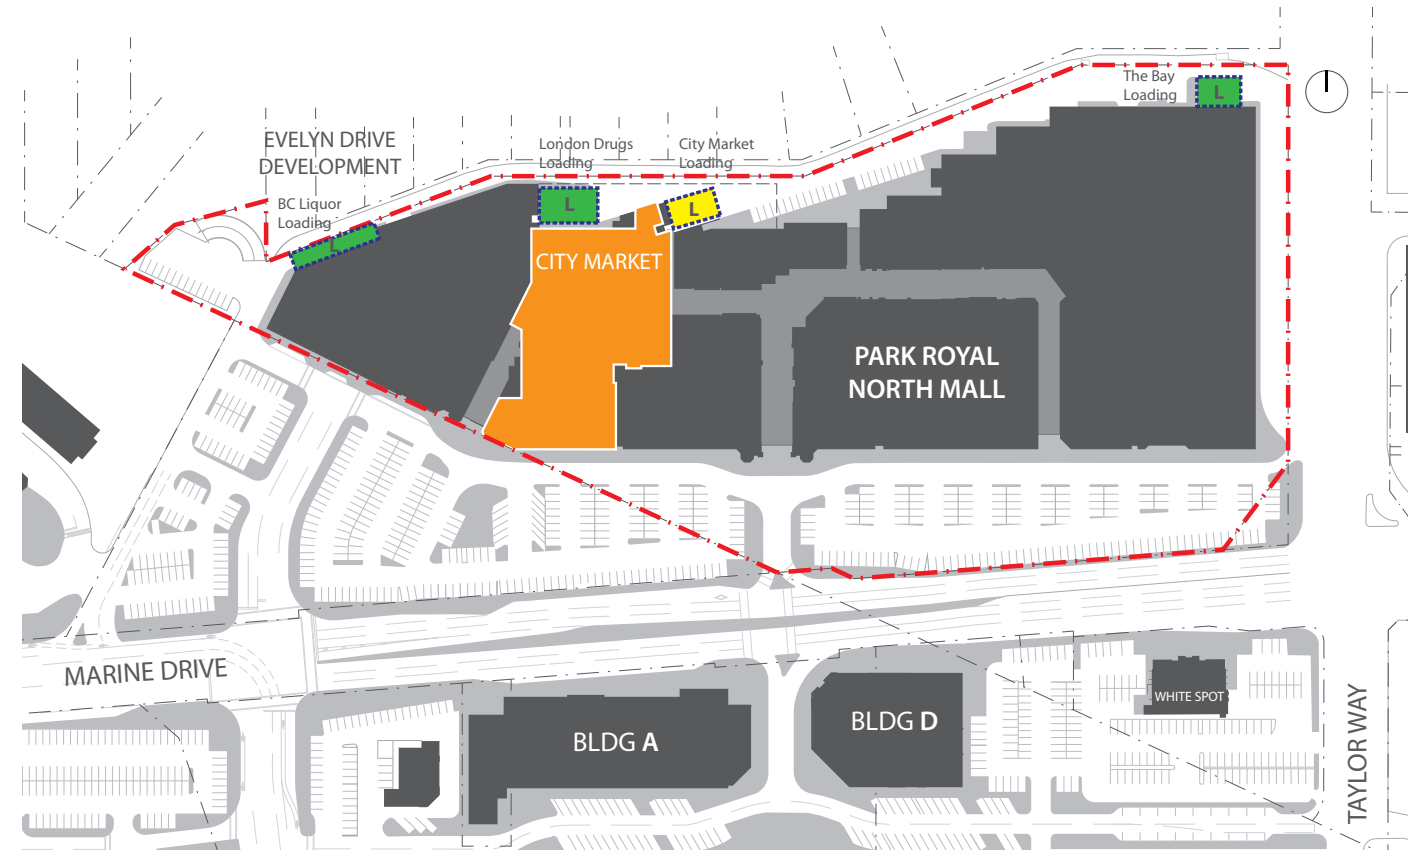 The Bay
Loading
L
EVELYN DRIVE
DEVELOPMENT
London Drugs
Loading
City Market
Loading
BC Liquor
Loading
L
L
L
CITY MARKET
PARK ROYAL
NORTH MALL
MARINE DRIVE
BLDG A
BLDG D
WHITE SPOT
TAYLOR WAY